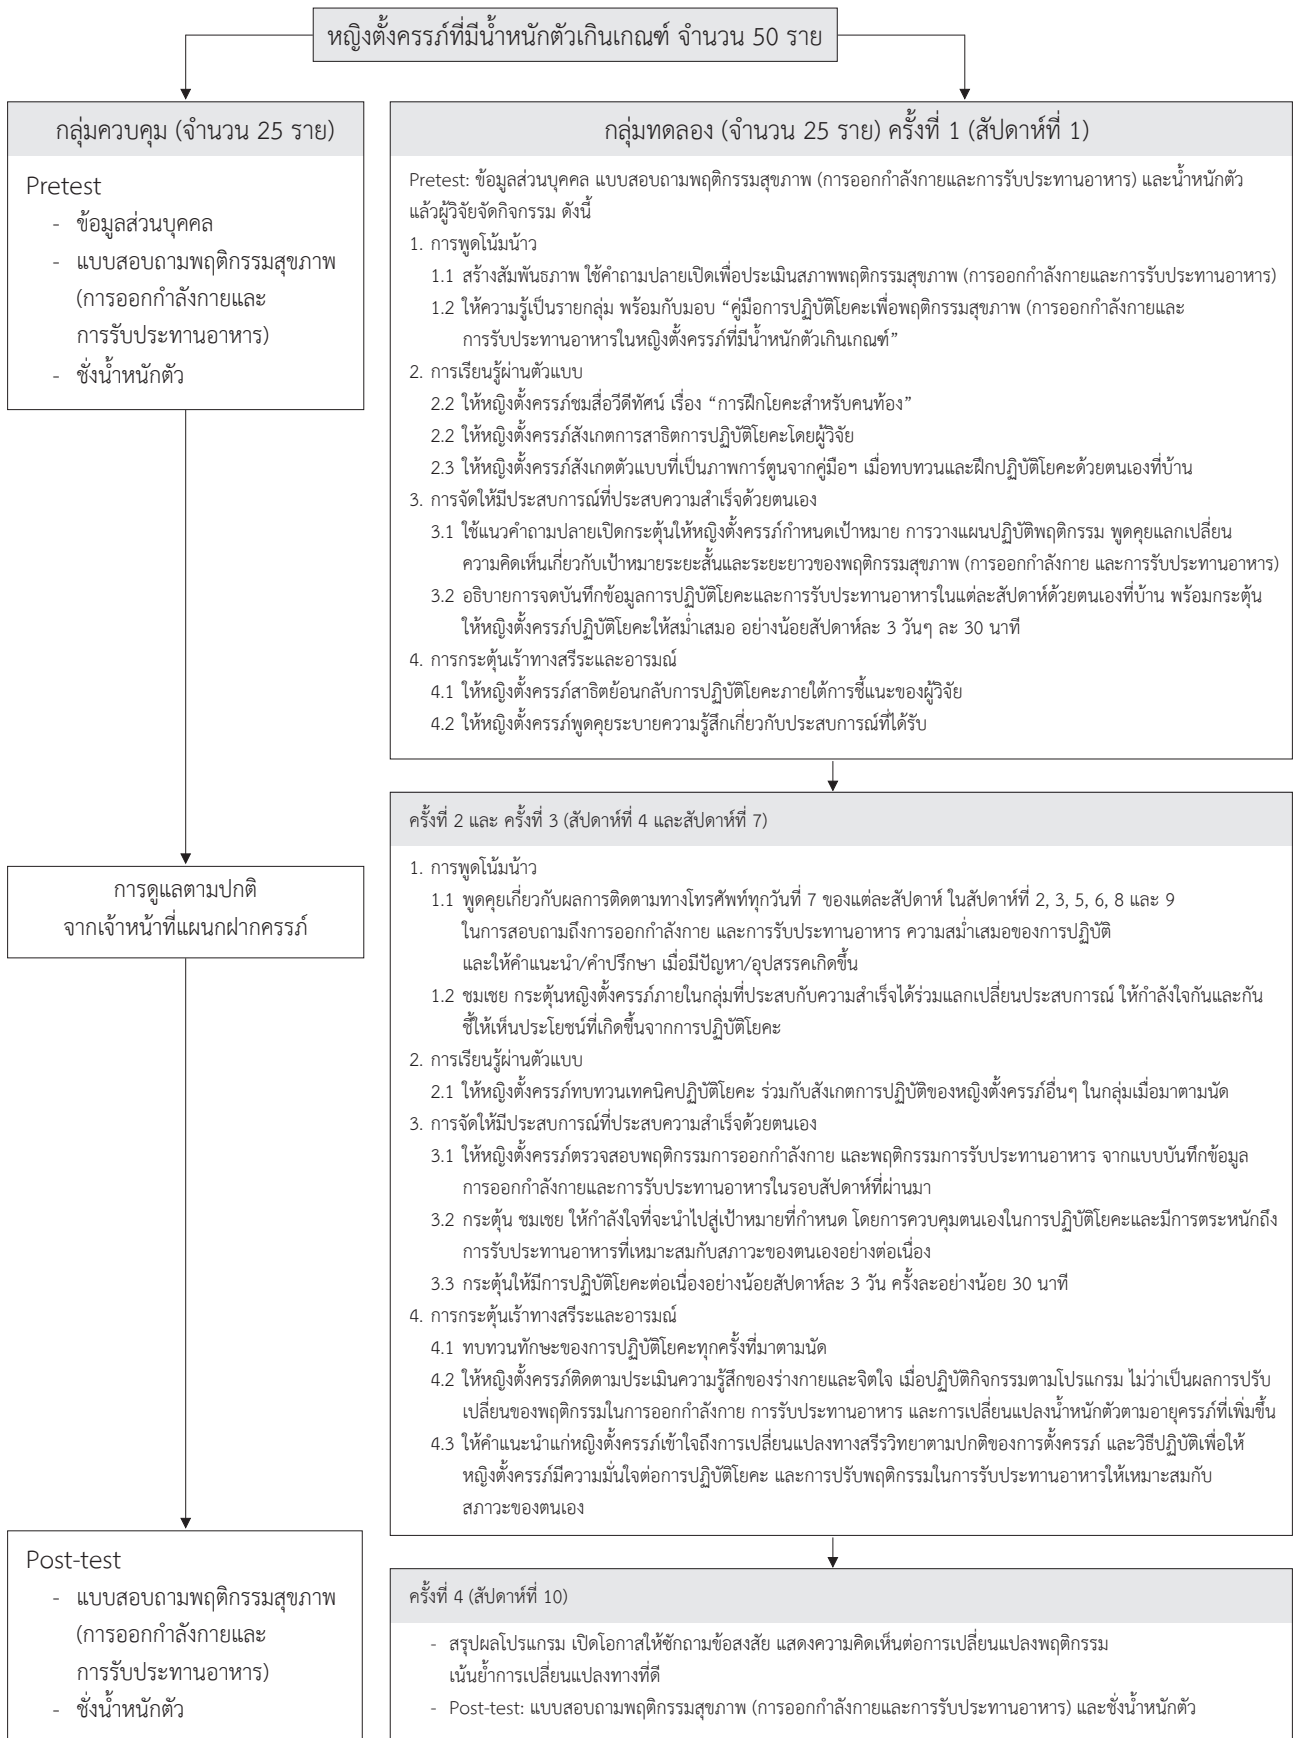 หญิงตั้งครรภ์ที่มีน้ำหนักตัวเกินเกณฑ์ จำนวน 50 ราย
กลุ่มควบคุม (จำนวน 25 ราย)
Pretest
- ข้อมูลส่วนบุคคล
- แบบสอบถามพฤติกรรมสุขภาพ
(การออกกำลังกายและ
การรับประทานอาหาร)
- ชั่งน้ำหนักตัว
การดูแลตามปกติ
จากเจ้าหน้าที่แผนกฝากครรภ์
Post-test
- แบบสอบถามพฤติกรรมสุขภาพ
(การออกกำลังกายและ
การรับประทานอาหาร)
- ชั่งน้ำหนักตัว
กลุ่มทดลอง (จำนวน 25 ราย) ครั้งที่ 1 (สัปดาห์ที่ 1)
Pretest: ข้อมูลส่วนบุคคล แบบสอบถามพฤติกรรมสุขภาพ (การออกกำลังกายและการรับประทานอาหาร) และน้ำหนักตัว
แล้วผู้วิจัยจัดกิจกรรม ดังนี้
1. การพูดโน้มน้าว
1.1 สร้างสัมพันธภาพ ใช้คำถามปลายเปิดเพื่อประเมินสภาพพฤติกรรมสุขภาพ (การออกกำลังกายและการรับประทานอาหาร)
1.2 ให้ความรู้เป็นรายกลุ่ม พร้อมกับมอบ “คู่มือการปฏิบัติโยคะเพื่อพฤติกรรมสุขภาพ (การออกกำลังกายและ
การรับประทานอาหารในหญิงตั้งครรภ์ที่มีน้ำหนักตัวเกินเกณฑ์”
2. การเรียนรู้ผ่านตัวแบบ
2.2 ให้หญิงตั้งครรภ์ชมสื่อวีดีทัศน์ เรื่อง “การฝึกโยคะสำหรับคนท้อง”
2.2 ให้หญิงตั้งครรภ์สังเกตการสาธิตการปฏิบัติโยคะโดยผู้วิจัย
2.3 ให้หญิงตั้งครรภ์สังเกตตัวแบบที่เป็นภาพการ์ตูนจากคู่มือฯ เมื่อทบทวนและฝึกปฏิบัติโยคะด้วยตนเองที่บ้าน
3. การจัดให้มีประสบการณ์ที่ประสบความสำเร็จด้วยตนเอง
3.1 ใช้แนวคำถามปลายเปิดกระตุ้นให้หญิงตั้งครรภ์กำหนดเป้าหมาย การวางแผนปฏิบัติพฤติกรรม พูดคุยแลกเปลี่ยน
ความคิดเห็นเกี่ยวกับเป้าหมายระยะสั้นและระยะยาวของพฤติกรรมสุขภาพ (การออกกำลังกาย และการรับประทานอาหาร)
3.2 อธิบายการจดบันทึกข้อมูลการปฏิบัติโยคะและการรับประทานอาหารในแต่ละสัปดาห์ด้วยตนเองที่บ้าน พร้อมกระตุ้น
ให้หญิงตั้งครรภ์ปฏิบัติโยคะให้สม่ำเสมอ อย่างน้อยสัปดาห์ละ 3 วันๆ ละ 30 นาที
4. การกระตุ้นเร้าทางสรีระและอารมณ์
4.1 ให้หญิงตั้งครรภ์สาธิตย้อนกลับการปฏิบัติโยคะภายใต้การชี้แนะของผู้วิจัย
4.2 ให้หญิงตั้งครรภ์พูดคุยระบายความรู้สึกเกี่ยวกับประสบการณ์ที่ได้รับ
ครั้งที่ 2 และ ครั้งที่ 3 (สัปดาห์ที่ 4 และสัปดาห์ที่ 7)
1. การพูดโน้มน้าว
1.1 พูดคุยเกี่ยวกับผลการติดตามทางโทรศัพท์ทุกวันที่ 7 ของแต่ละสัปดาห์ ในสัปดาห์ที่ 2, 3, 5, 6, 8 และ 9
ในการสอบถามถึงการออกกำลังกาย และการรับประทานอาหาร ความสม่ำเสมอของการปฏิบัติ
และให้คำแนะนำ/คำปรึกษา เมื่อมีปัญหา/อุปสรรคเกิดขึ้น
1.2 ชมเชย กระตุ้นหญิงตั้งครรภ์ภายในกลุ่มที่ประสบกับความสำเร็จได้ร่วมแลกเปลี่ยนประสบการณ์ ให้กำลังใจกันและกัน
ชี้ให้เห็นประโยชน์ที่เกิดขึ้นจากการปฏิบัติโยคะ
2. การเรียนรู้ผ่านตัวแบบ
2.1 ให้หญิงตั้งครรภ์ทบทวนเทคนิคปฏิบัติโยคะ ร่วมกับสังเกตการปฏิบัติของหญิงตั้งครรภ์อื่นๆ ในกลุ่มเมื่อมาตามนัด
3. การจัดให้มีประสบการณ์ที่ประสบความสำเร็จด้วยตนเอง
3.1 ให้หญิงตั้งครรภ์ตรวจสอบพฤติกรรมการออกกำลังกาย และพฤติกรรมการรับประทานอาหาร จากแบบบันทึกข้อมูล
การออกกำลังกายและการรับประทานอาหารในรอบสัปดาห์ที่ผ่านมา
3.2 กระตุ้น ชมเชย ให้กำลังใจที่จะนำไปสู่เป้าหมายที่กำหนด โดยการควบคุมตนเองในการปฏิบัติโยคะและมีการตระหนักถึง
การรับประทานอาหารที่เหมาะสมกับสภาวะของตนเองอย่างต่อเนื่อง
3.3 กระตุ้นให้มีการปฏิบัติโยคะต่อเนื่องอย่างน้อยสัปดาห์ละ 3 วัน ครั้งละอย่างน้อย 30 นาที
4. การกระตุ้นเร้าทางสรีระและอารมณ์
4.1 ทบทวนทักษะของการปฏิบัติโยคะทุกครั้งที่มาตามนัด
4.2 ให้หญิงตั้งครรภ์ติดตามประเมินความรู้สึกของร่างกายและจิตใจ เมื่อปฏิบัติกิจกรรมตามโปรแกรม ไม่ว่าเป็นผลการปรับ
เปลี่ยนของพฤติกรรมในการออกกำลังกาย การรับประทานอาหาร และการเปลี่ยนแปลงน้ำหนักตัวตามอายุครรภ์ที่เพิ่มขึ้น
4.3 ให้คำแนะนำแก่หญิงตั้งครรภ์เข้าใจถึงการเปลี่ยนแปลงทางสรีรวิทยาตามปกติของการตั้งครรภ์ และวิธีปฏิบัติเพื่อให้
หญิงตั้งครรภ์มีความมั่นใจต่อการปฏิบัติโยคะ และการปรับพฤติกรรมในการรับประทานอาหารให้เหมาะสมกับ
สภาวะของตนเอง
ครั้งที่ 4 (สัปดาห์ที่ 10)
- สรุปผลโปรแกรม เปิดโอกาสให้ซักถามข้อสงสัย แสดงความคิดเห็นต่อการเปลี่ยนแปลงพฤติกรรม
เน้นย้ำการเปลี่ยนแปลงทางที่ดี
- Post-test: แบบสอบถามพฤติกรรมสุขภาพ (การออกกำลังกายและการรับประทานอาหาร) และชั่งน้ำหนักตัว